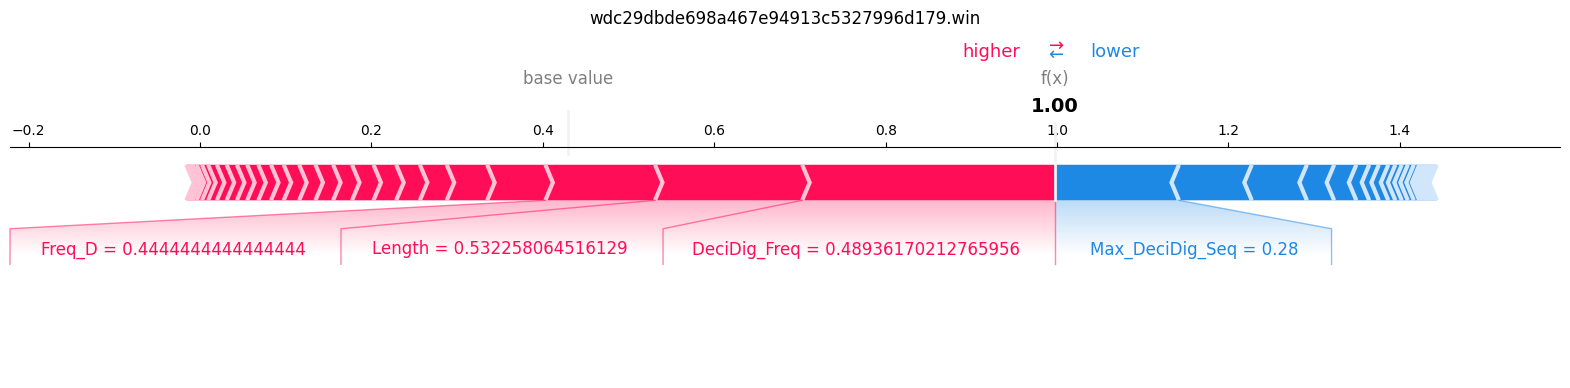 wdc29dbde698a467e94913c5327996d179.win
higher → ← lower
base value f(x)
1.00
−0.2 0.0 0.2 0.4 0.6 0.8 1.0 1.2 1.4
Freq_D = 0.4444444444444444 Length = 0.532258064516129 DeciDig_Freq = 0.48936170212765956 Max_DeciDig_Seq = 0.28